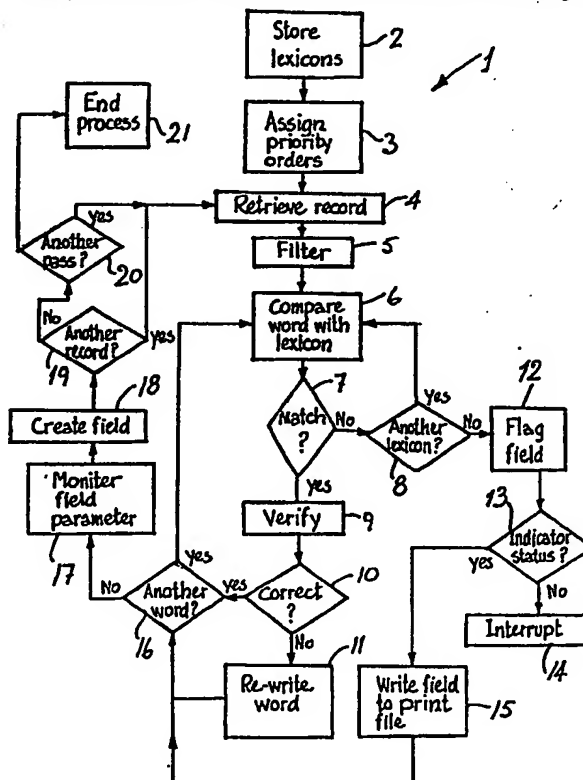 Store
lexicons
2
1
End
process
21
Assign
priority
orders
3
Retrieve record
4
yes
Another
pass?
20
Filter
5
Compare
word with
lexicon
6
No
Another
record?
yes
19
18
Create field
Moniter
field
parameter
17
7
Match
?
No
yes
Another
lexicon?
8
No
12
Flag
field
yes
Verify
9
13
Indicator
status?
yes
No
Interrupt
14
yes
No
Another
word?
16
yes
Correct
?
10
No
11
Re-write
word
Write field
to print
file
15